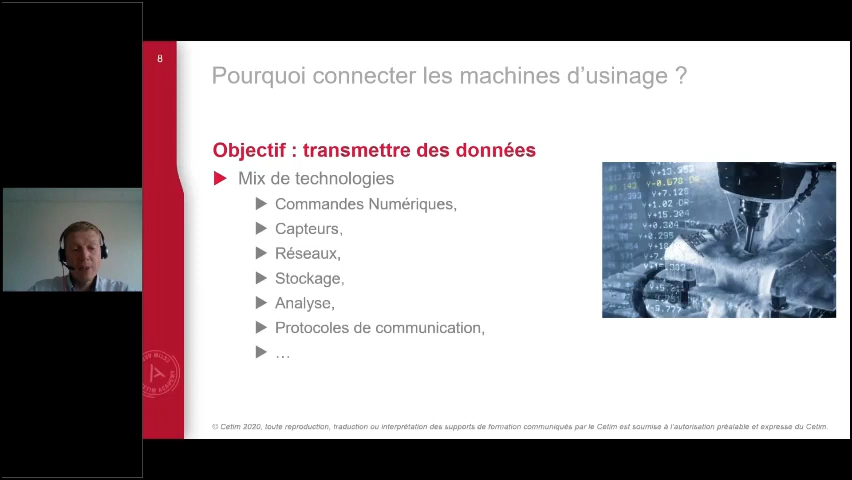 8
Pourquoi connecter les machines d'usinage ?
Objectif : transmettre des données
Mix de technologies
Commandes Numériques,
Capteurs,
Réseaux,
Stockage,
Analyse,
Protocoles de communication,
...
© Cetim 2020, toute reproduction, traduction ou interprétation des supports de formation communiqués par le Cetim est soumise à l'autorisation préalable et expresse du Cetim.